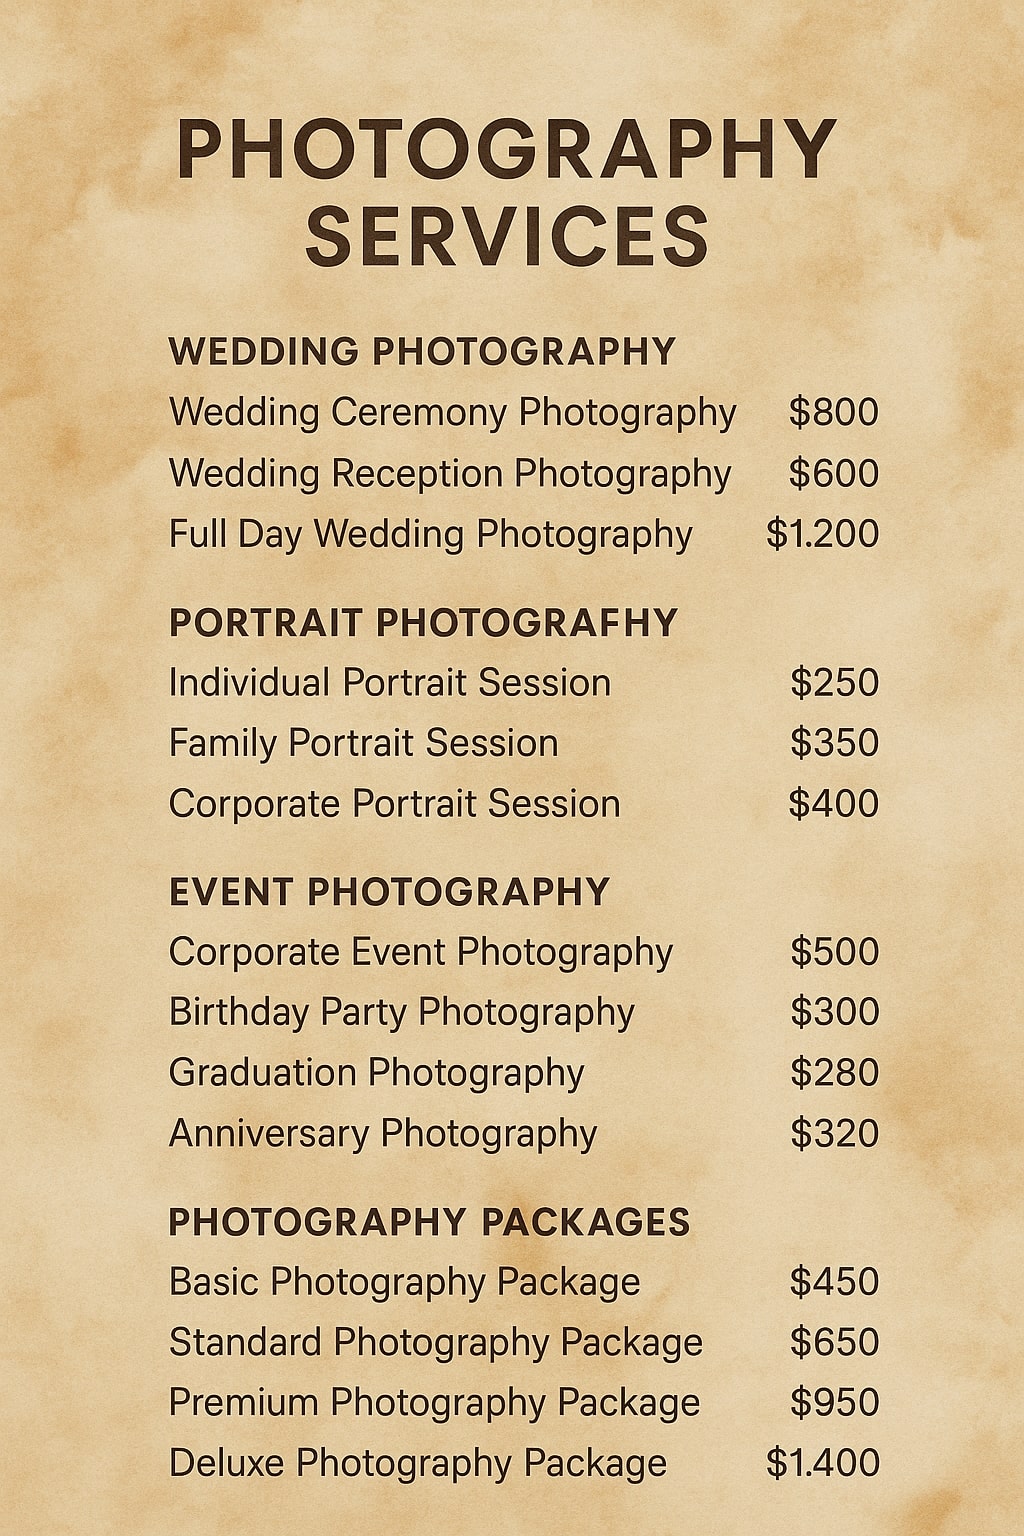 PHOTOGRAPHY
SERVICES
WEDDING PHOTOGRAPHY
Wedding Ceremony Photography $800
Wedding Reception Photography $600
Full Day Wedding Photography $1.200
PORTRAIT PHOTOGRAFHY
Individual Portrait Session $250
Family Portrait Session $350
Corporate Portrait Session $400
EVENT PHOTOGRAPHY
Corporate Event Photography $500
Birthday Party Photography $300
Graduation Photography $280
Anniversary Photography $320
PHOTOGRAPHY PACKAGES
Basic Photography Package $450
Standard Photography Package $650
Premium Photography Package $950
Deluxe Photography Package $1.400